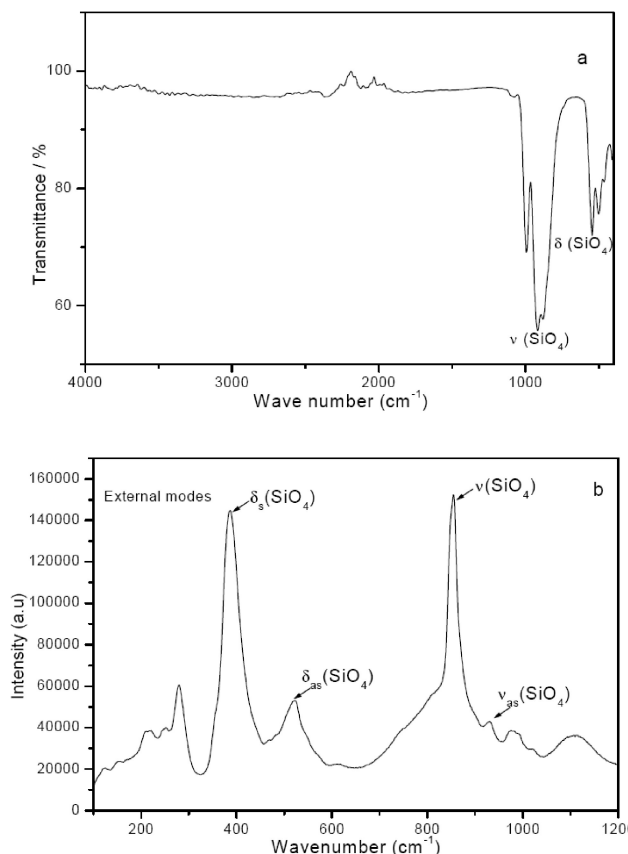 a
100
80
60
Transmittance / %
δ (SiO₄)
ν (SiO₄)
4000 3000 2000 1000
Wave number (cm⁻¹)
b
160000
140000
120000
100000
80000
60000
40000
20000
0
Intensity (a.u)
External modes
δₛ(SiO₄)
ν(SiO₄)
δₐₛ(SiO₄)
νₐₛ(SiO₄)
200 400 600 800 1000 1200
Wavenumber (cm⁻¹)